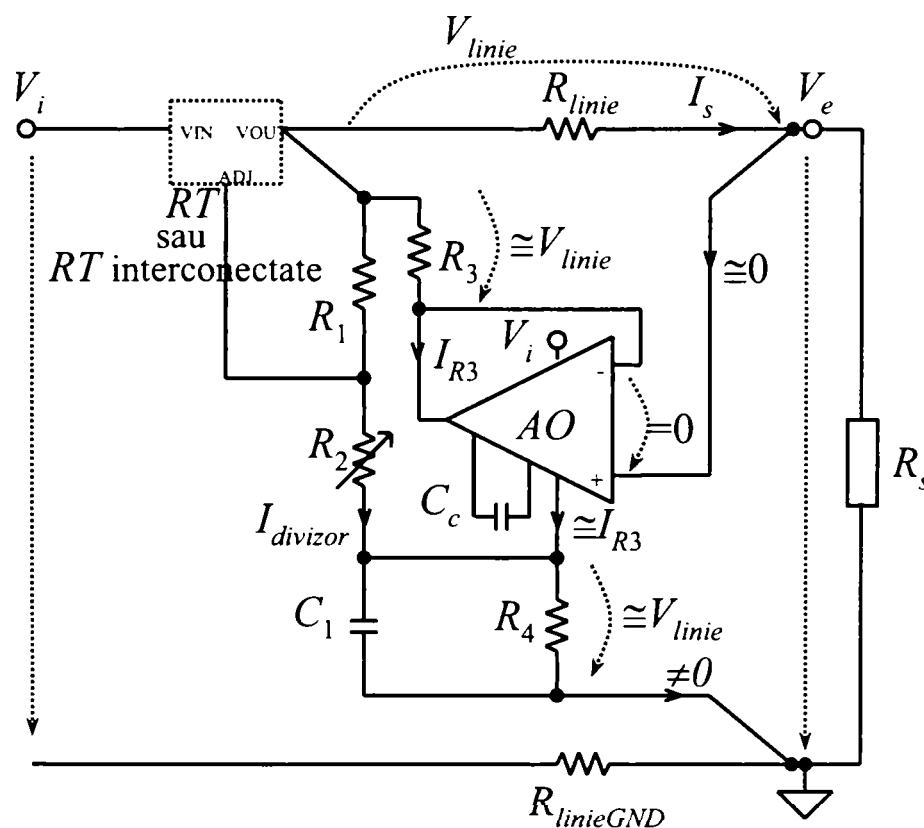 V_linie
V_i
R_linie
I_s
V_e
VIN
VOU
ADJ
RT
sau
RT interconectate
R_3
≅V_linie
≅0
R_1
I_R3
V_i
-
AO
=0
+
R_2
C_c
≅I_R3
R_s
I_divizor
C_1
R_4
≅V_linie
≠0
R_linieGND